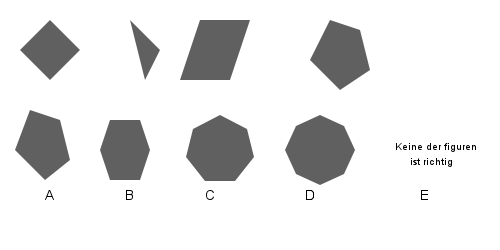 Keine der figuren
ist richtig
A B C D E